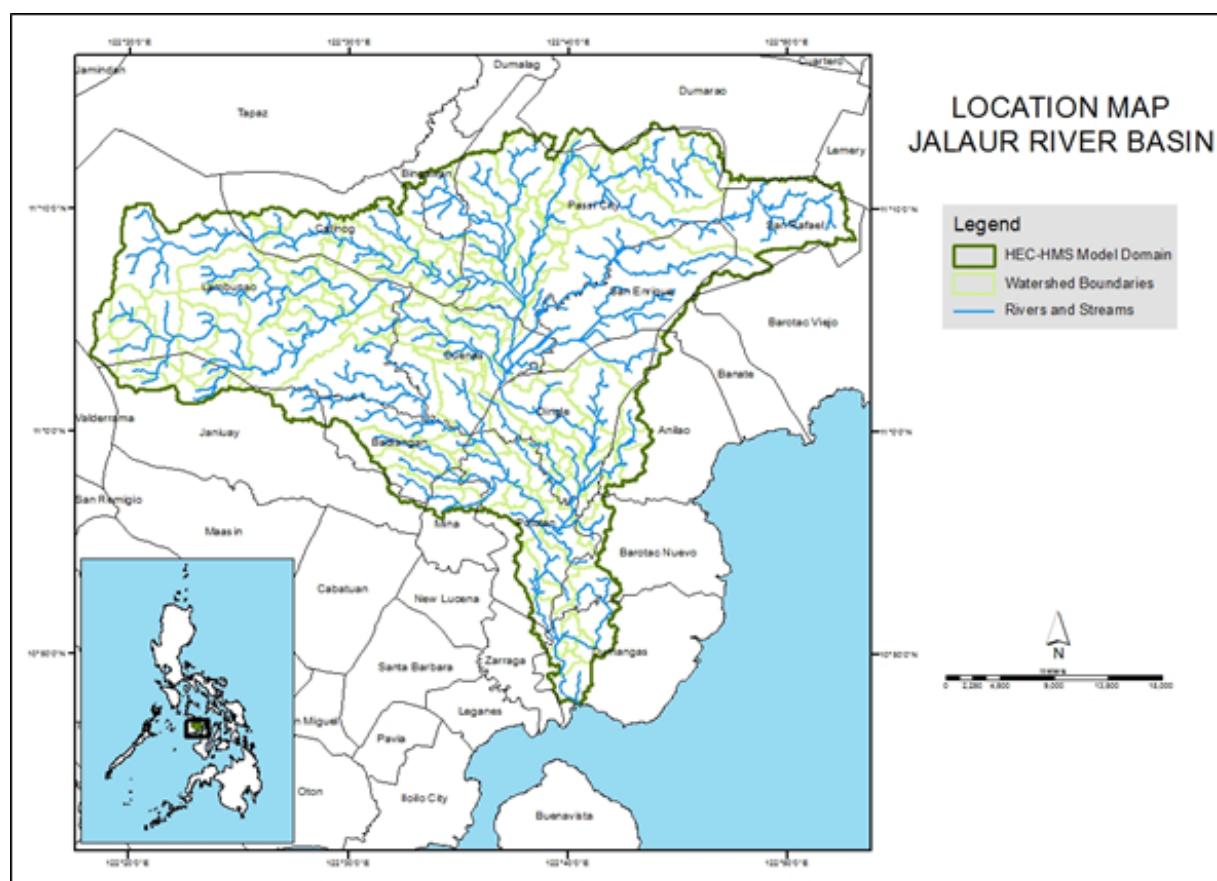 Jamindan
Dumalag
Cuartero
Dumarao
Tapaz
Lemery
LOCATION MAP
JALAUR RIVER BASIN
Passi City
San Rafael
Calinog
Legend
HEC-HMS Model Domain
Watershed Boundaries
Rivers and Streams
Lambunao
San Enrique
Barotac Viejo
Banate
Dingle
Anilao
Valderrama
Janiuay
Badiangan
San Remigio
Maasin
Mina
Barotac Nuevo
Cabatuan
New Lucena
Santa Barbara
Zarraga
Leganes
Pavia
Oton
Iloilo City
Buenavista
N